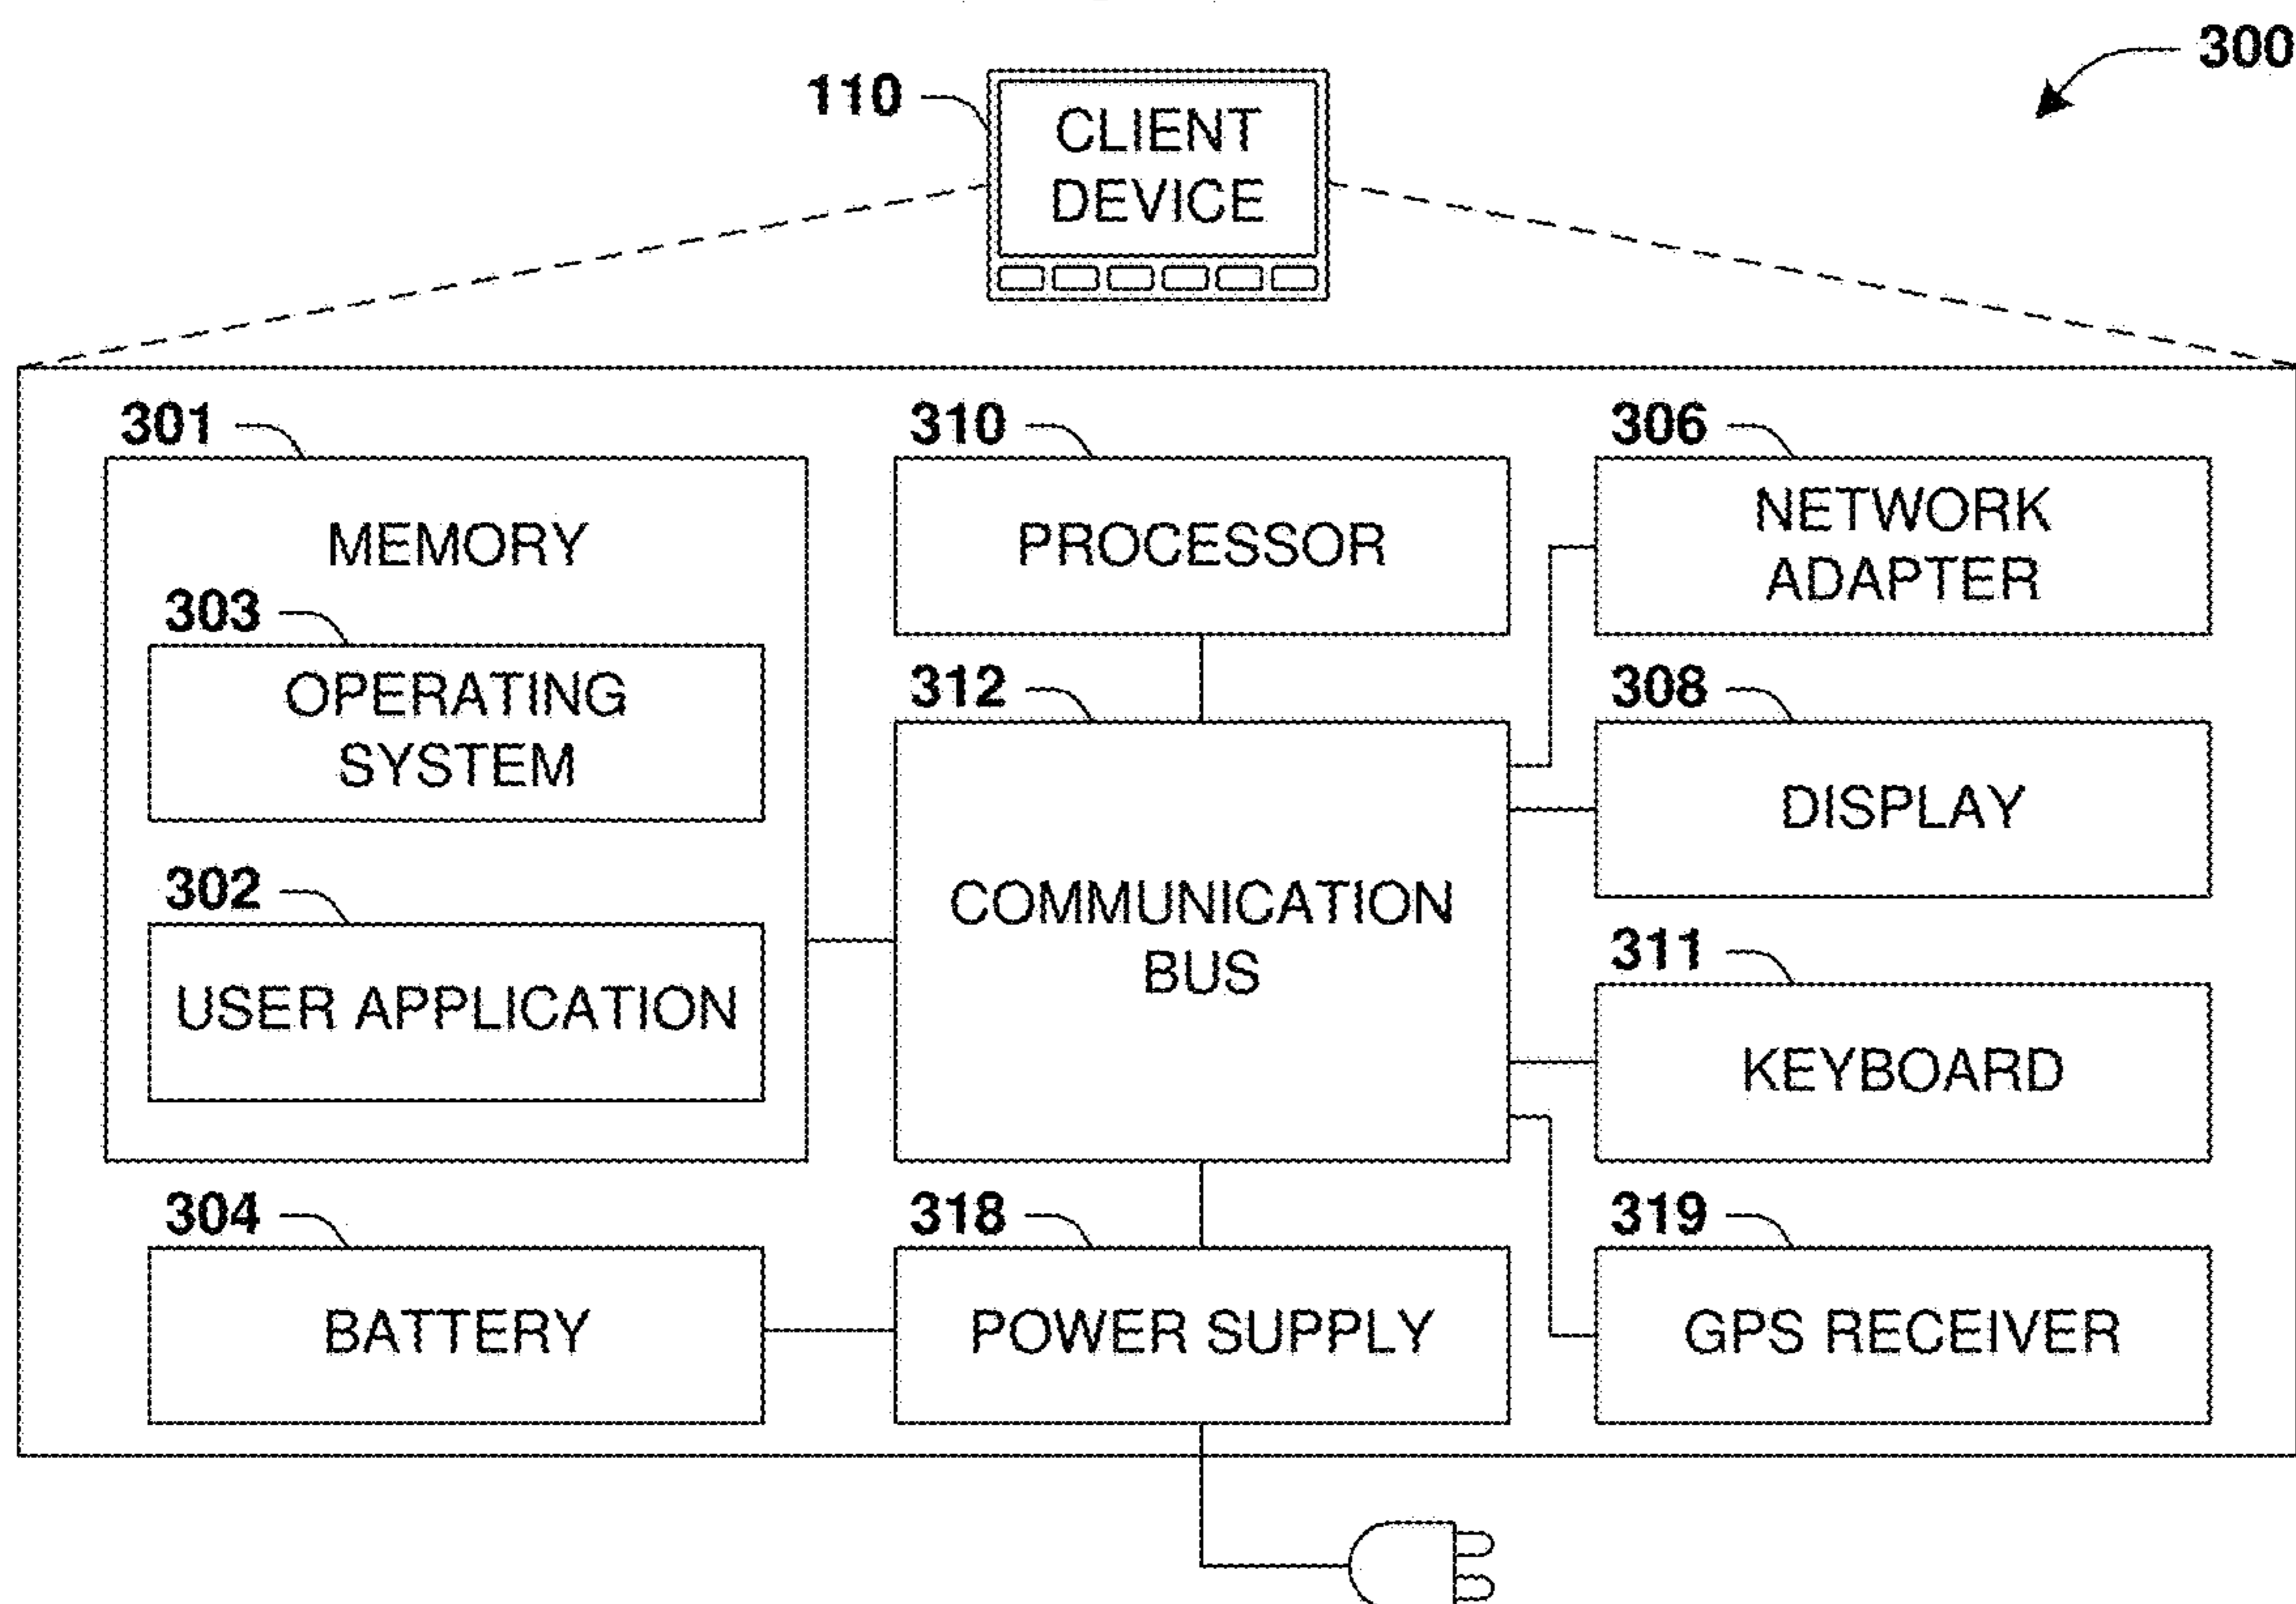 300
110
CLIENT
DEVICE
301
MEMORY
303
OPERATING
SYSTEM
302
USER APPLICATION
304
BATTERY
310
PROCESSOR
312
COMMUNICATION
BUS
318
POWER SUPPLY
306
NETWORK
ADAPTER
308
DISPLAY
311
KEYBOARD
319
GPS RECEIVER